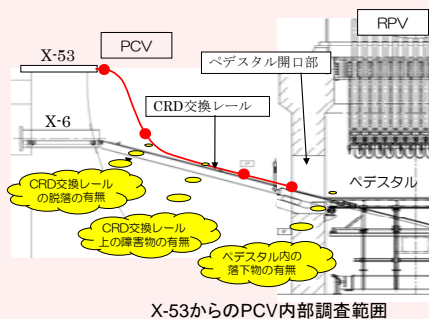 RPV
PCV
X-53
ペデスタル開口部
CRD交換レール
X-6
ペデスタル
CRD交換レール
の脱落の有無
CRD交換レール
上の障害物の有無
ペデスタル内の
落下物の有無
X-53からのPCV内部調査範囲